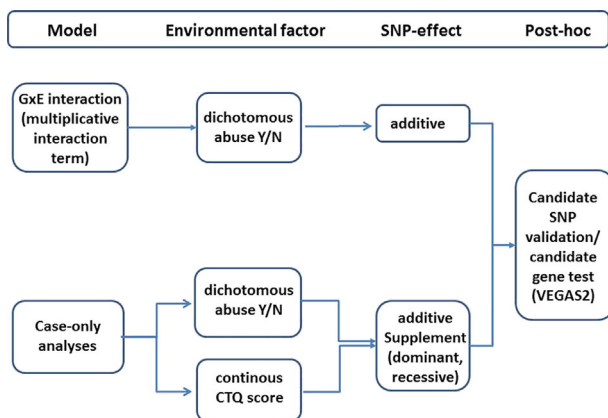 Model Environmental factor SNP-effect Post-hoc
GxE interaction
(multiplicative
interaction
term)
dichotomous
abuse Y/N
additive
Candidate
SNP
validation/
candidate
gene test
(VEGAS2)
Case-only
analyses
dichotomous
abuse Y/N
continous
CTQ score
additive
Supplement
(dominant,
recessive)